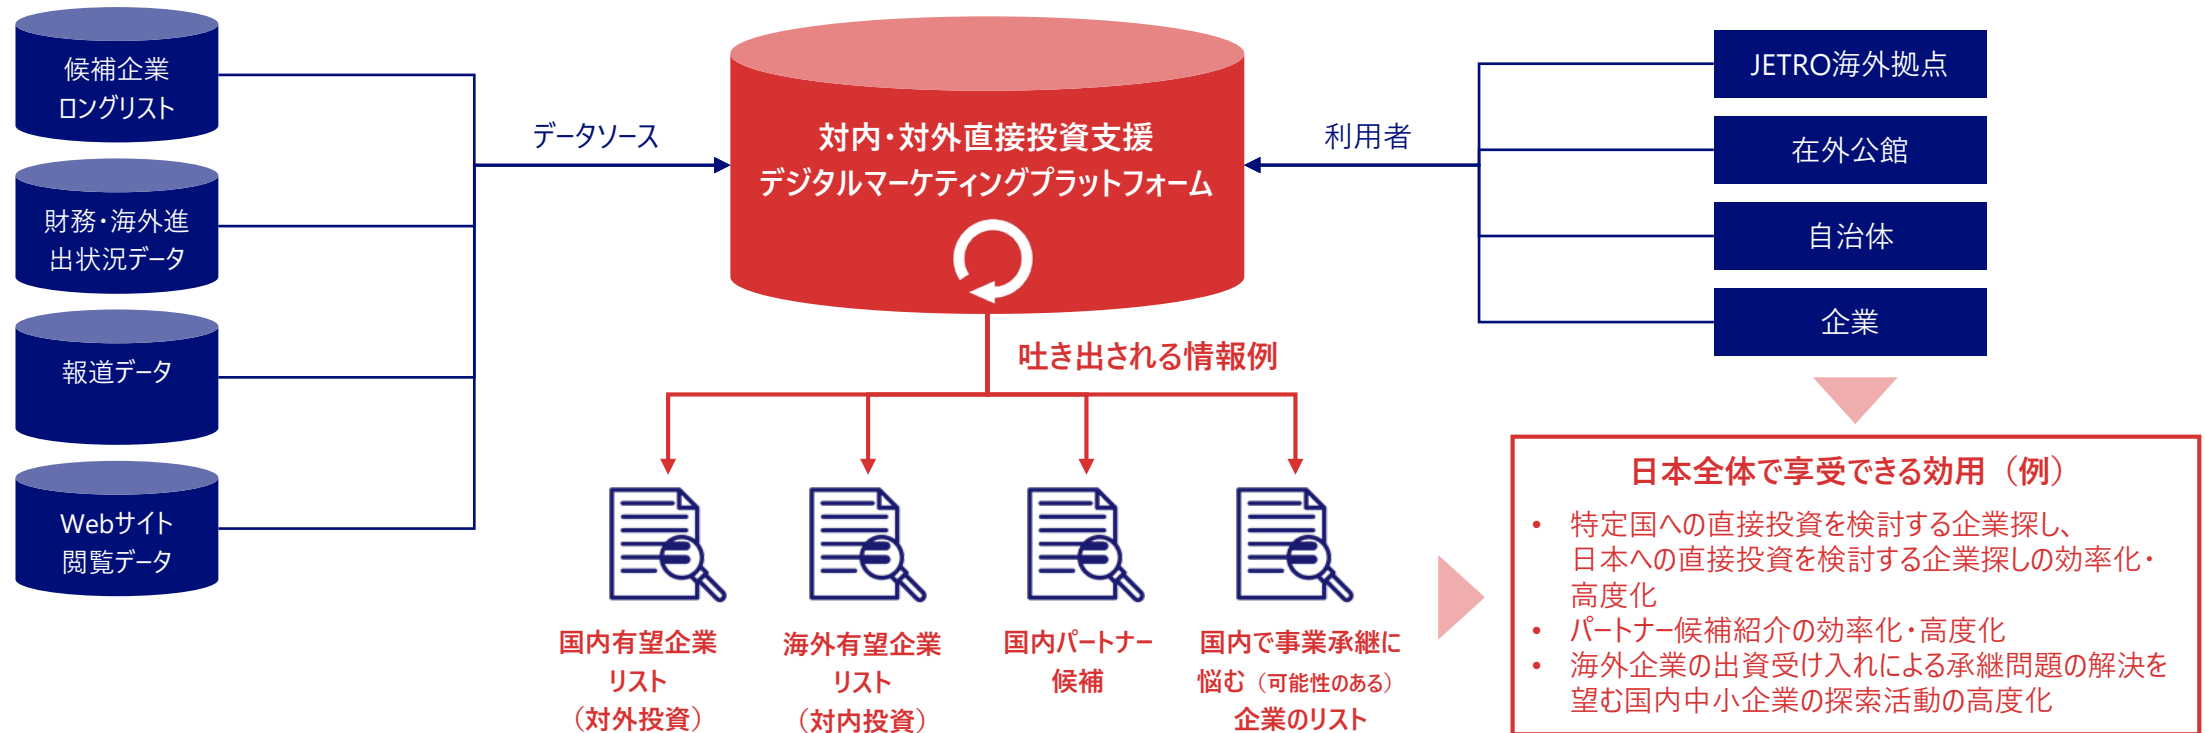 候補企業
ロングリスト
財務・海外進
出状況データ
報道データ
Webサイト
閲覧データ
データソース
対内・対外直接投資支援
デジタルマーケティングプラットフォーム
利用者
JETRO海外拠点
在外公館
自治体
企業
吐き出される情報例
国内有望企業
リスト
（対外投資）
海外有望企業
リスト
（対内投資）
国内パートナー
候補
国内で事業承継に
悩む（可能性のある）
企業のリスト
日本全体で享受できる効用（例）
• 特定国への直接投資を検討する企業探し、
日本への直接投資を検討する企業探しの効率化・
高度化
• パートナー候補紹介の効率化・高度化
• 海外企業の出資受け入れによる承継問題の解決を
望む国内中小企業の探索活動の高度化